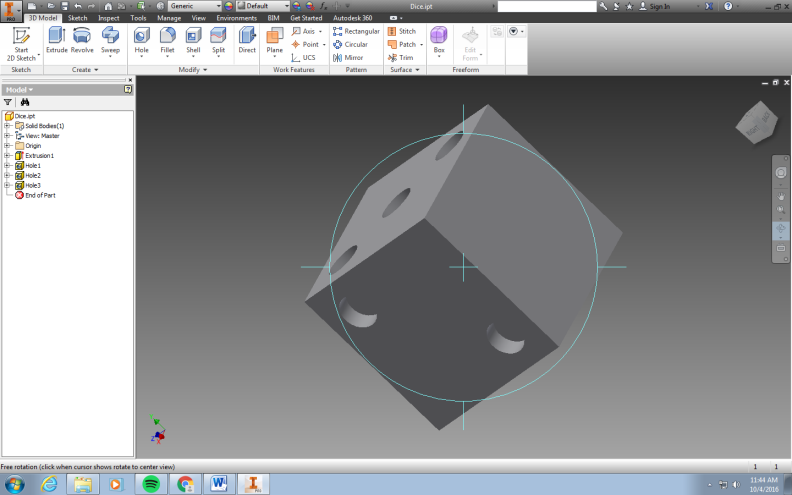 Generic Default Dice.ipt Sign In
3D Model Sketch Inspect Tools Manage View Environments BIM Get Started Autodesk 360
Start
2D Sketch
Extrude Revolve Sweep
Hole Fillet Shell Split Direct
Plane
Axis
Point
UCS
Rectangular
Circular
Mirror
Stitch
Patch
Trim
Box
Edit
Form
Sketch Create Modify Work Features Pattern Surface Freeform
Model
Dice.ipt
Solid Bodies(1)
View: Master
Origin
Extrusion1
Hole1
Hole2
Hole3
End of Part
Free rotation (click when cursor shows rotate to center view) 1 1
11:44 AM
10/4/2016